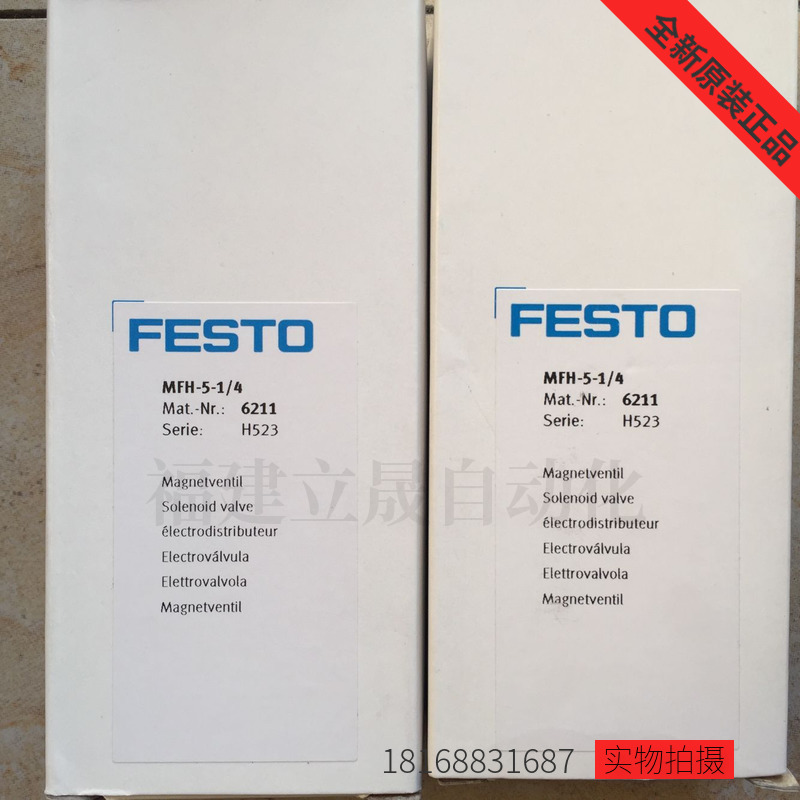 全新原装正品
FESTO
MFH-5-1/4
Mat.-Nr.: 6211
Serie: H523
Magnetventil
Solenoid valve
électrodistributeur
Electroválvula
Elettrovalvola
Magnetventil
FESTO
MFH-5-1/4
Mat.-Nr.: 6211
Serie: H523
Magnetventil
Solenoid valve
électrodistributeur
Electroválvula
Elettrovalvola
Magnetventil
福建立晟自动化
18168831687
实物拍摄